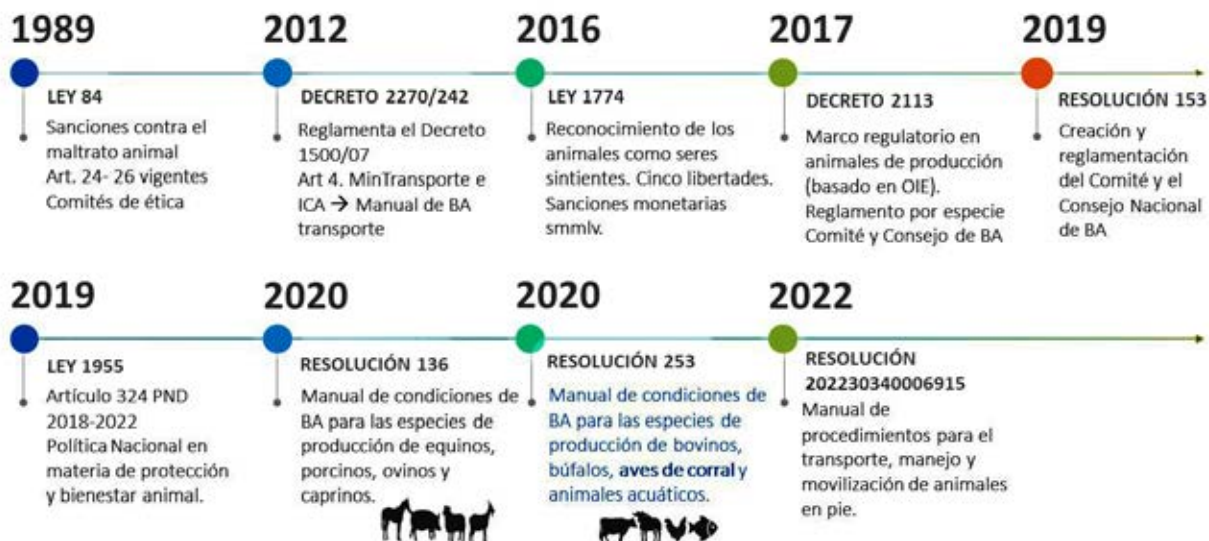 1989
LEY 84
Sanciones contra el
maltrato animal
Art. 24- 26 vigentes
Comités de ética
2012
DECRETO 2270/242
Reglamenta el Decreto
1500/07
Art 4. MinTransporte e
ICA → Manual de BA
transporte
2016
LEY 1774
Reconocimiento de los
animales como seres
sintientes. Cinco libertades.
Sanciones monetarias
smmlv.
2017
DECRETO 2113
Marco regulatorio en
animales de producción
(basado en OIE).
Reglamento por especie
Comité y Consejo de BA
2019
RESOLUCIÓN 153
Creación y
reglamentación
del Comité y el
Consejo Nacional
de BA
2019
LEY 1955
Artículo 324 PND
2018-2022
Política Nacional en
materia de protección
y bienestar animal.
2020
RESOLUCIÓN 136
Manual de condiciones de
BA para las especies de
producción de equinos,
porcinos, ovinos y
caprinos.
2020
RESOLUCIÓN 253
Manual de condiciones de
BA para las especies de
producción de bovinos,
búfalos, aves de corral y
animales acuáticos.
2022
RESOLUCIÓN
202230340006915
Manual de
procedimientos para el
transporte, manejo y
movilización de animales
en pie.